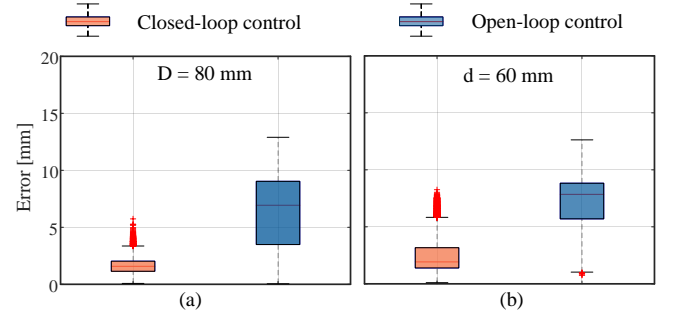 Closed-loop control Open-loop control
20
15
10
5
0
Error [mm]
D = 80 mm
d = 60 mm
(a)
(b)